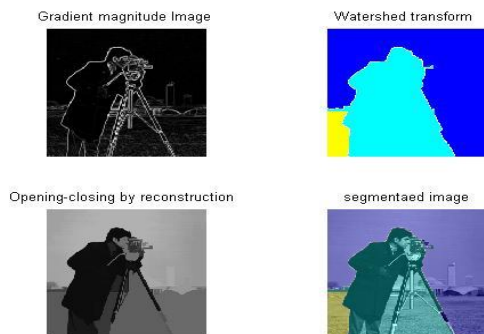 Gradient magnitude Image
Watershed transform
Opening-closing by reconstruction
segmentaed image